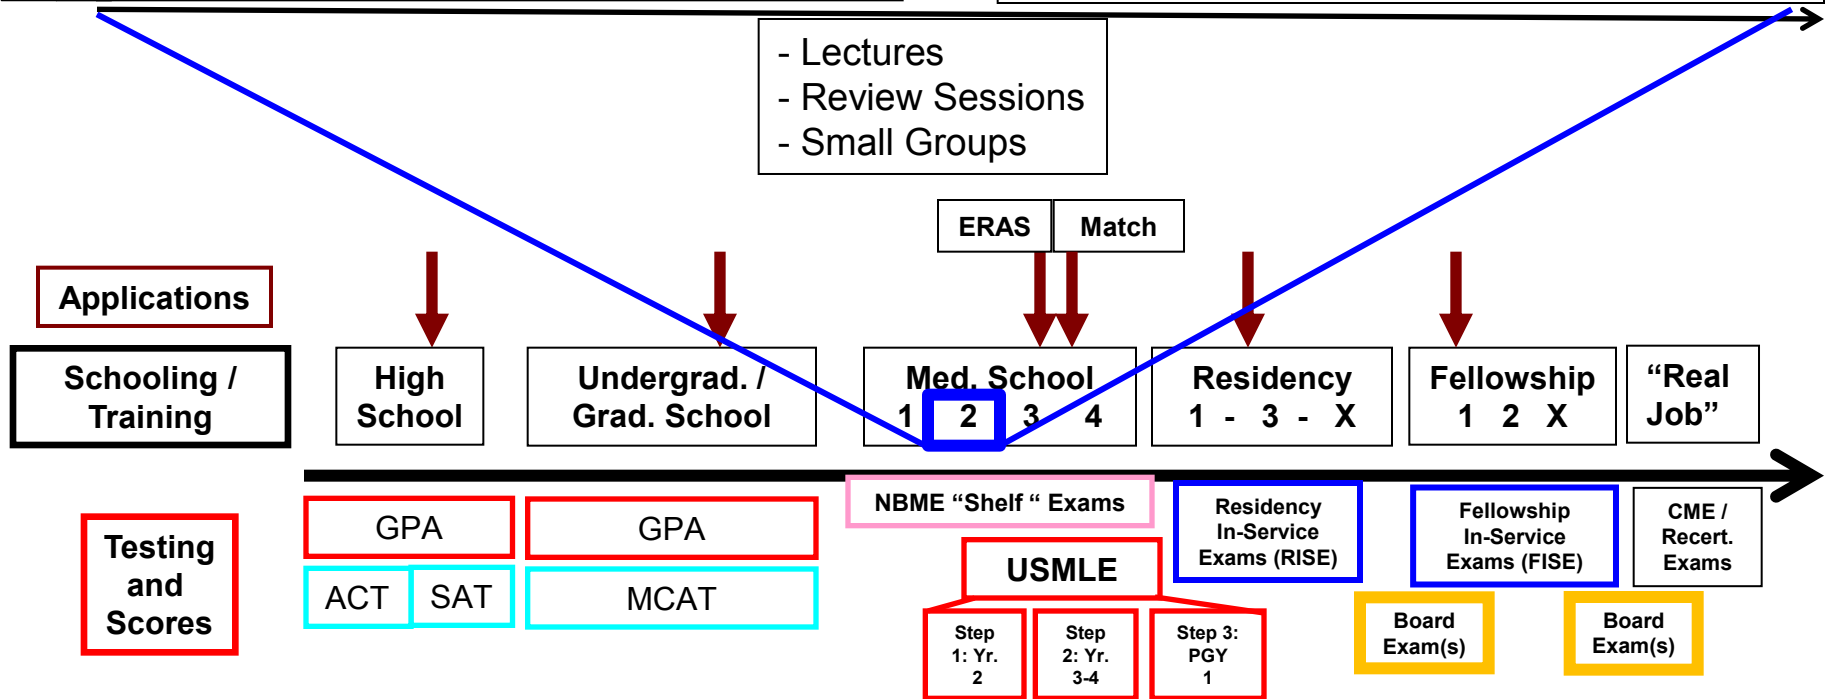 - Lectures
- Review Sessions
- Small Groups
ERAS
Match
Applications
Schooling /
Training
High
School
Undergrad. /
Grad. School
Med. School
1 2 3 4
Residency
1 - 3 - X
Fellowship
1 2 X
“Real
Job”
Testing
and
Scores
GPA
GPA
ACT
SAT
MCAT
NBME “Shelf “ Exams
USMLE
Step
1: Yr.
2
Step
2: Yr.
3-4
Step 3:
PGY
1
Residency
In-Service
Exams (RISE)
Fellowship
In-Service
Exams (FISE)
CME /
Recert.
Exams
Board
Exam(s)
Board
Exam(s)